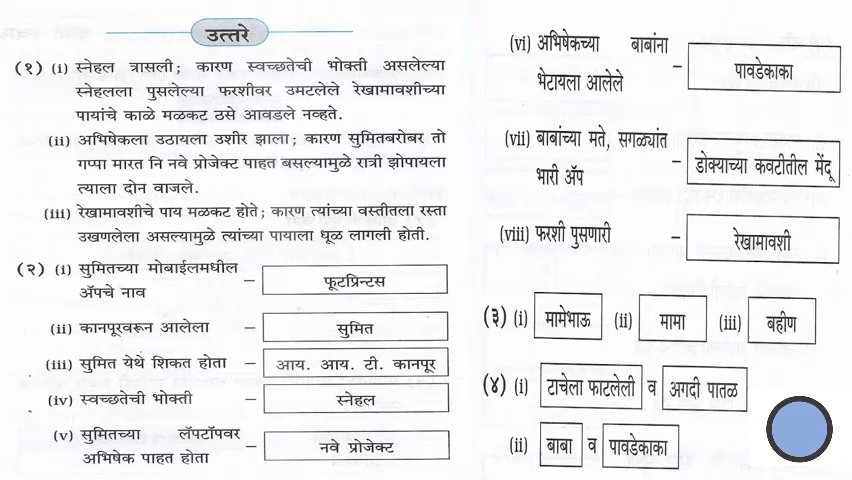 उत्तरे
(१) (i) स्नेहल त्रासली; कारण स्वच्छतेची भोक्ती असलेल्या
स्नेहलला पुसलेल्या फरशीवर उमटलेले रेखामावशीच्या
पायांचे काळे मळकट ठसे आवडले नव्हते.
(ii) अभिषेकला उठायला उशीर झाला; कारण सुमितबरोबर तो
गप्पा मारत नि नवे प्रोजेक्ट पाहत बसल्यामुळे रात्री झोपायला
त्याला दोन वाजले.
(iii) रेखामावशीचे पाय मळकट होते; कारण त्यांच्या वस्तीतला रस्ता
उखणलेला असल्यामुळे त्यांच्या पायाला धूळ लागली होती.
(२) (i) सुमितच्या मोबाईलमधील
ॲपचे नाव – फूटप्रिन्टस
(ii) कानपूरवरून आलेला – सुमित
(iii) सुमित येथे शिकत होता – आय. आय. टी. कानपूर
(iv) स्वच्छतेची भोक्ती – स्नेहल
(v) सुमितच्या लॅपटॉपवर
अभिषेक पाहत होता – नवे प्रोजेक्ट
(vi) अभिषेकच्या बाबांना
भेटायला आलेले – पावडेकाका
(vii) बाबांच्या मते, सगळ्यांत
भारी ॲप – डोक्याच्या कवटीतील मेंदू
(viii) फरशी पुसणारी – रेखामावशी
(३) (i) मामेभाऊ (ii) मामा (iii) बहीण
(४) (i) टाचेला फाटलेली व अगदी पातळ
(ii) बाबा व पावडेकाका